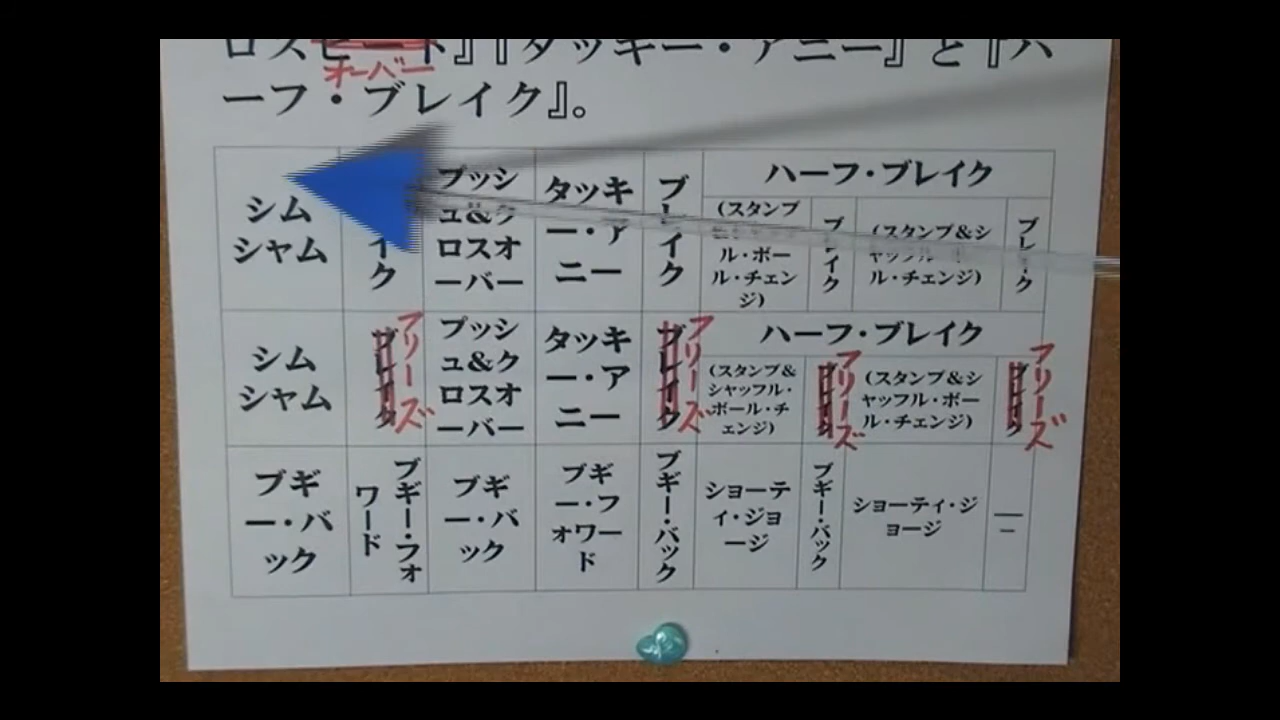 ロスビート』『タッキー・アニー』と『ハ
オーバー
ーフ・ブレイク』。
シム
シャム
イク
プッシ
ュ&ク
ロスオ
ーバー
タッキ
ー・ア
ニー
ブレイク
ハーフ・ブレイク
(スタンプ
ル・ボー
ル・チェン
ジ)
ブレイク
(スタンプ&シ
ャッフル・ボー
ル・チェンジ)
ブレイク
シム
シャム
ブレイク
フリーズ
プッシ
ュ&ク
ロスオ
ーバー
タッキ
ー・ア
ニー
ブレイク
フリーズ
ハーフ・ブレイク
(スタンプ&
シャッフル・
ボール・チ
ェンジ)
ブレイク
フリーズ
(スタンプ&シ
ャッフル・ボー
ル・チェンジ)
ブレイク
フリーズ
ブギ
ー・バ
ック
ブギー・フォ
ワード
ブギ
ー・バ
ック
ブギ
ー・フ
ォワー
ド
ブギー・バック
ショーテ
ィ・ジョ
ージ
ブギー・バック
ショーティ・ジ
ョージ